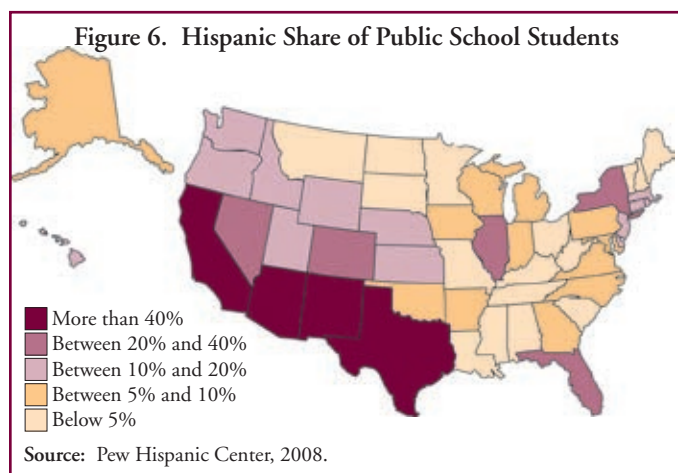 Figure 6. Hispanic Share of Public School Students
More than 40%
Between 20% and 40%
Between 10% and 20%
Between 5% and 10%
Below 5%
Source: Pew Hispanic Center, 2008.